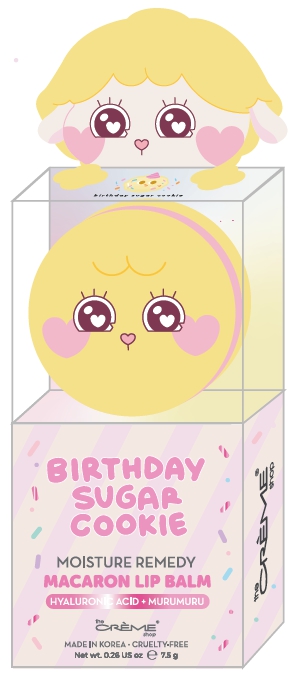 birthday sugar cookie
BIRTHDAY
SUGAR
COOKIE
MOISTURE REMEDY
MACARON LIP BALM
HYALURONIC ACID + MURUMURU
the
CRÈME
shop
MADE IN KOREA • CRUELTY-FREE
Net wt. 0.26 US oz ℮ 7.5 g
the
CRÈME®
shop